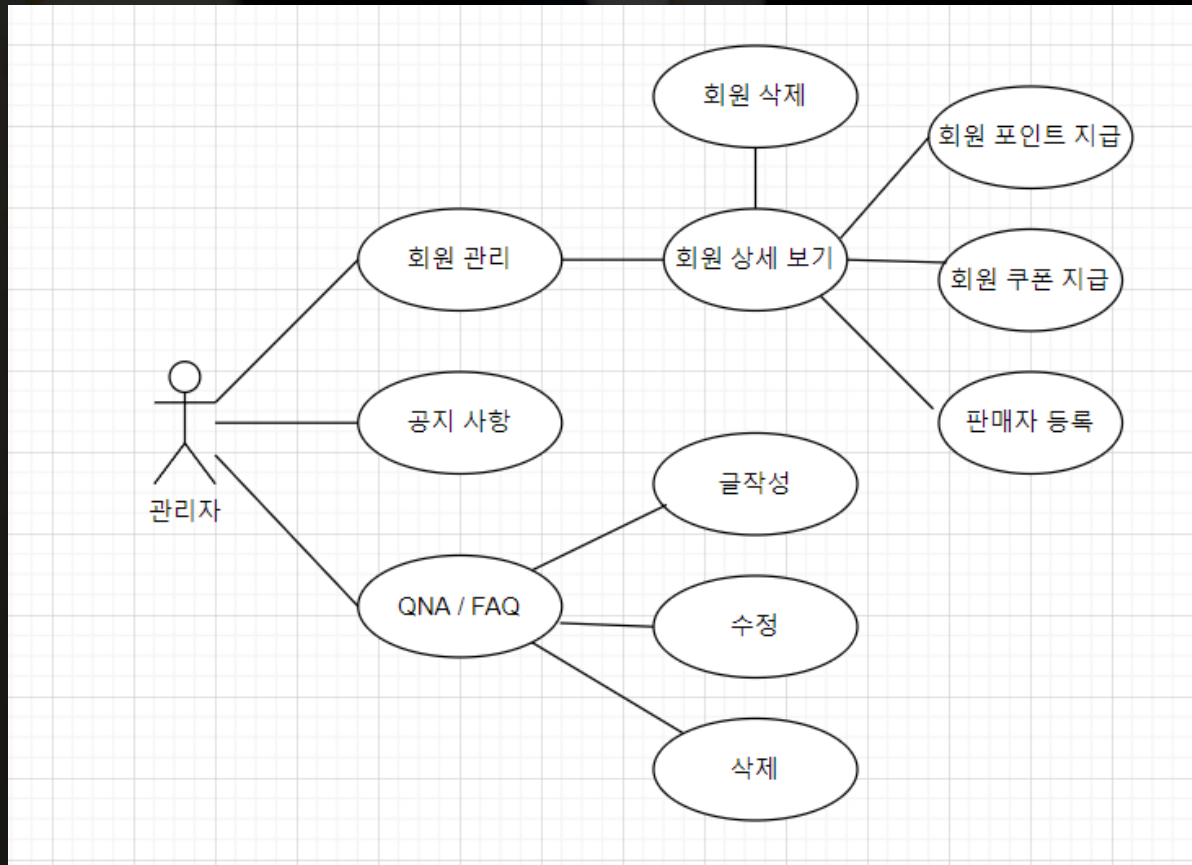 회원 삭제
회원 포인트 지급
회원 관리
회원 상세 보기
회원 쿠폰 지급
공지 사항
판매자 등록
글작성
관리자
QNA / FAQ
수정
삭제